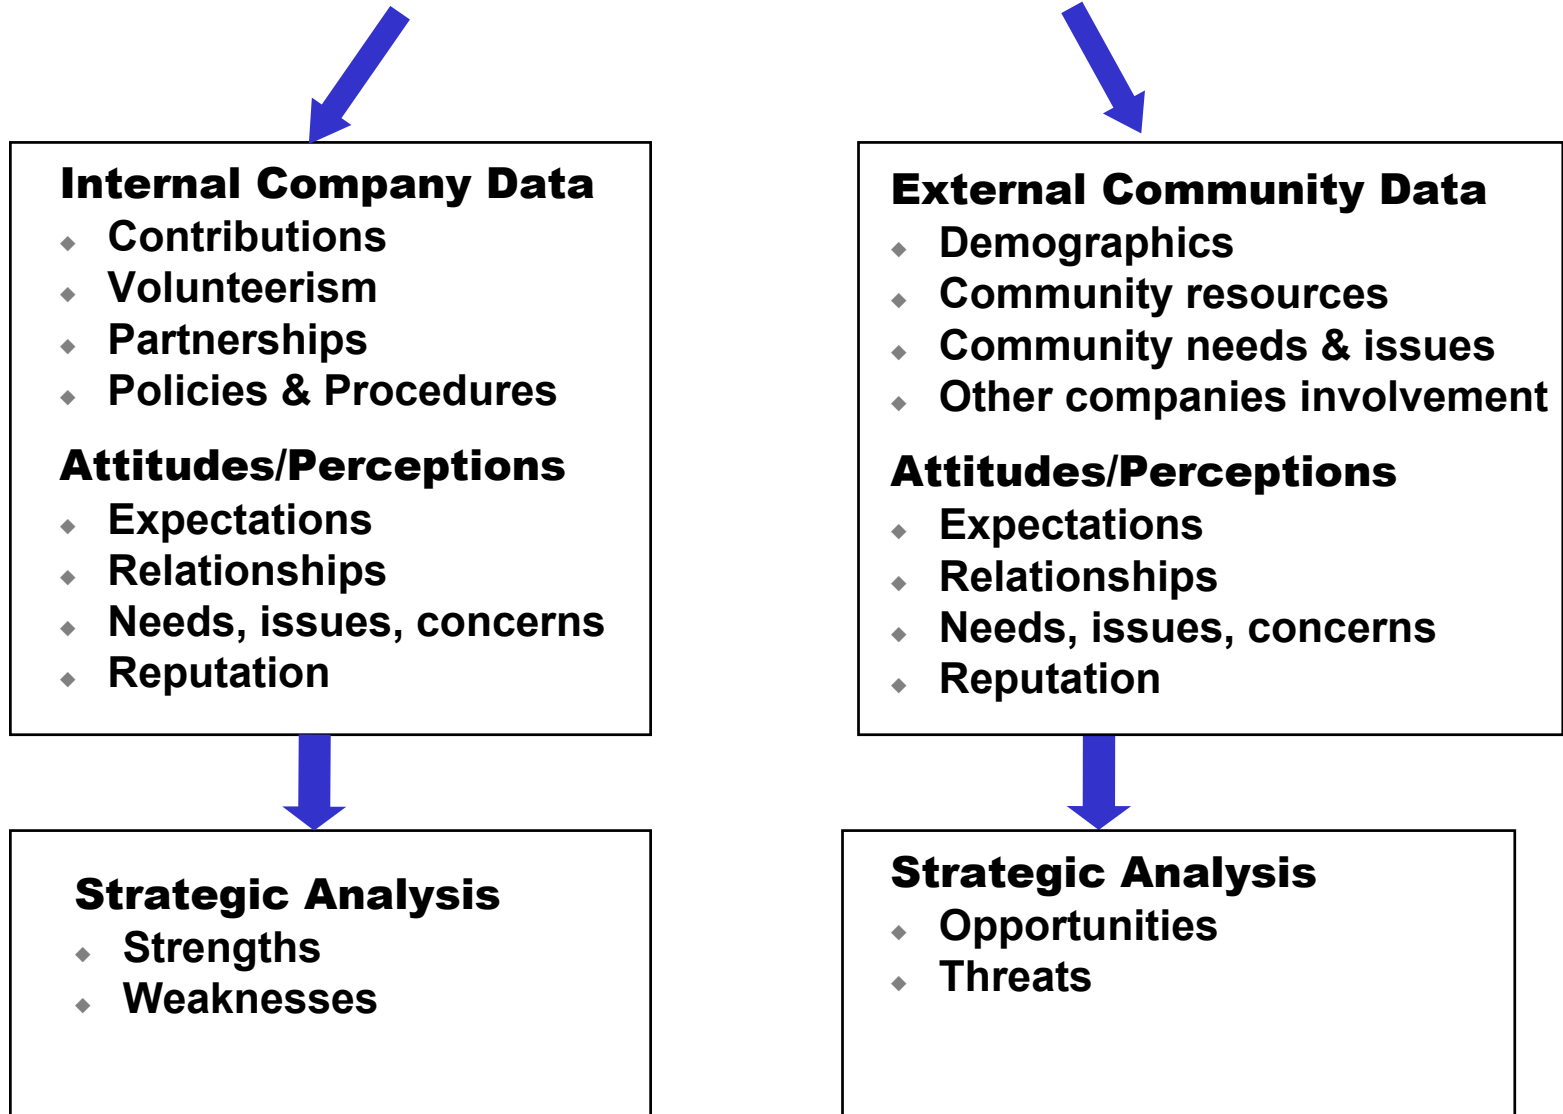 Internal Company Data
Contributions
Volunteerism
Partnerships
Policies & Procedures
Attitudes/Perceptions
Expectations
Relationships
Needs, issues, concerns
Reputation
External Community Data
Demographics
Community resources
Community needs & issues
Other companies involvement
Attitudes/Perceptions
Expectations
Relationships
Needs, issues, concerns
Reputation
Strategic Analysis
Strengths
Weaknesses
Strategic Analysis
Opportunities
Threats